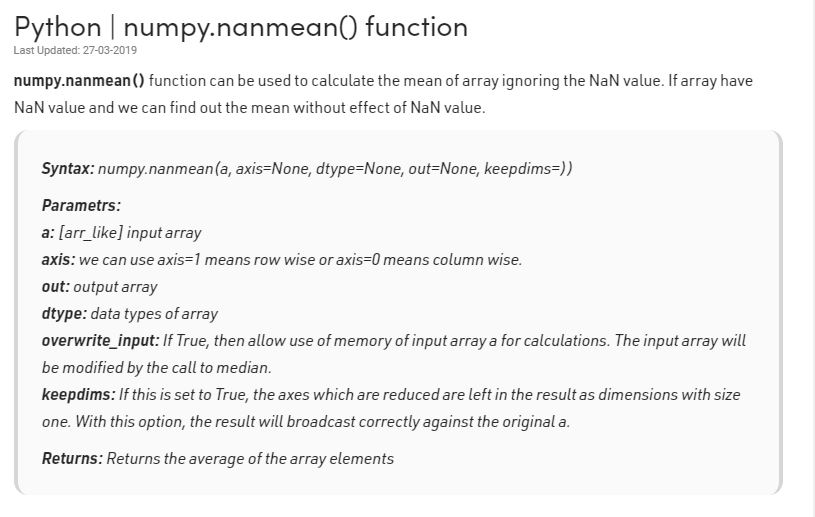 Python | numpy.nanmean() function
Last Updated: 27-03-2019
numpy.nanmean() function can be used to calculate the mean of array ignoring the NaN value. If array have
NaN value and we can find out the mean without effect of NaN value.
Syntax: numpy.nanmean(a, axis=None, dtype=None, out=None, keepdims=))
Parametrs:
a: [arr_like] input array
axis: we can use axis=1 means row wise or axis=0 means column wise.
out: output array
dtype: data types of array
overwrite_input: If True, then allow use of memory of input array a for calculations. The input array will
be modified by the call to median.
keepdims: If this is set to True, the axes which are reduced are left in the result as dimensions with size
one. With this option, the result will broadcast correctly against the original a.
Returns: Returns the average of the array elements